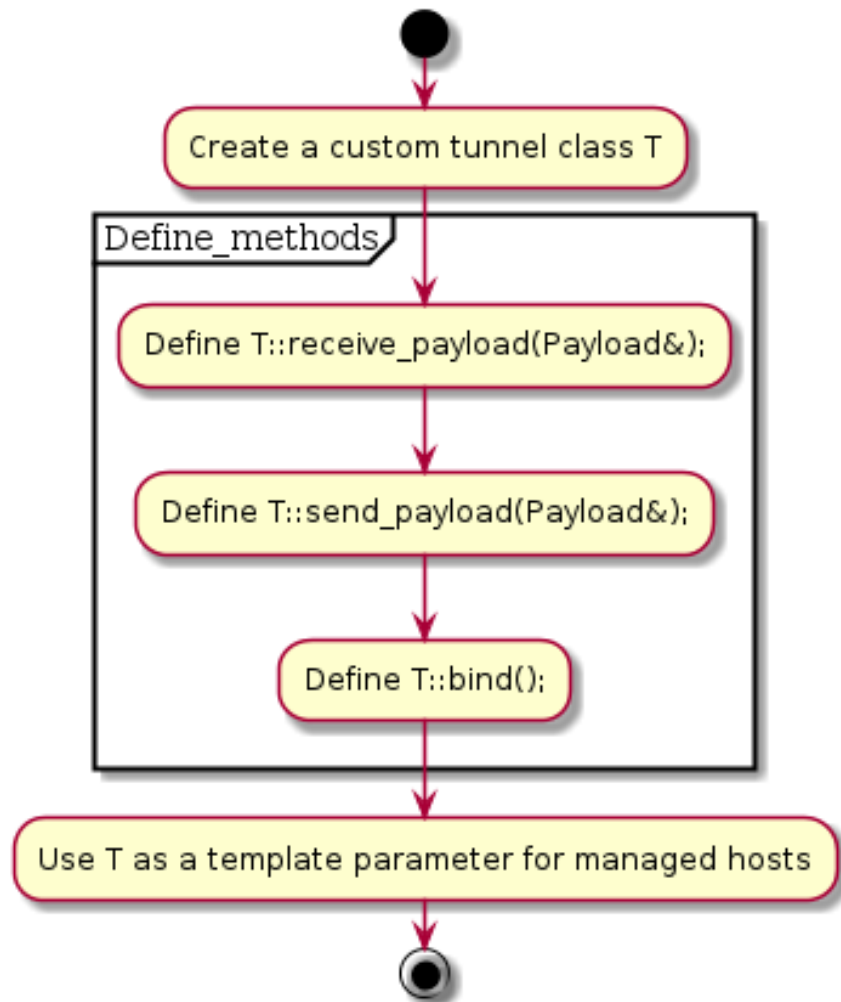 Create a custom tunnel class T
Define_methods
Define T::receive_payload(Payload&);
Define T::send_payload(Payload&);
Define T::bind();
Use T as a template parameter for managed hosts